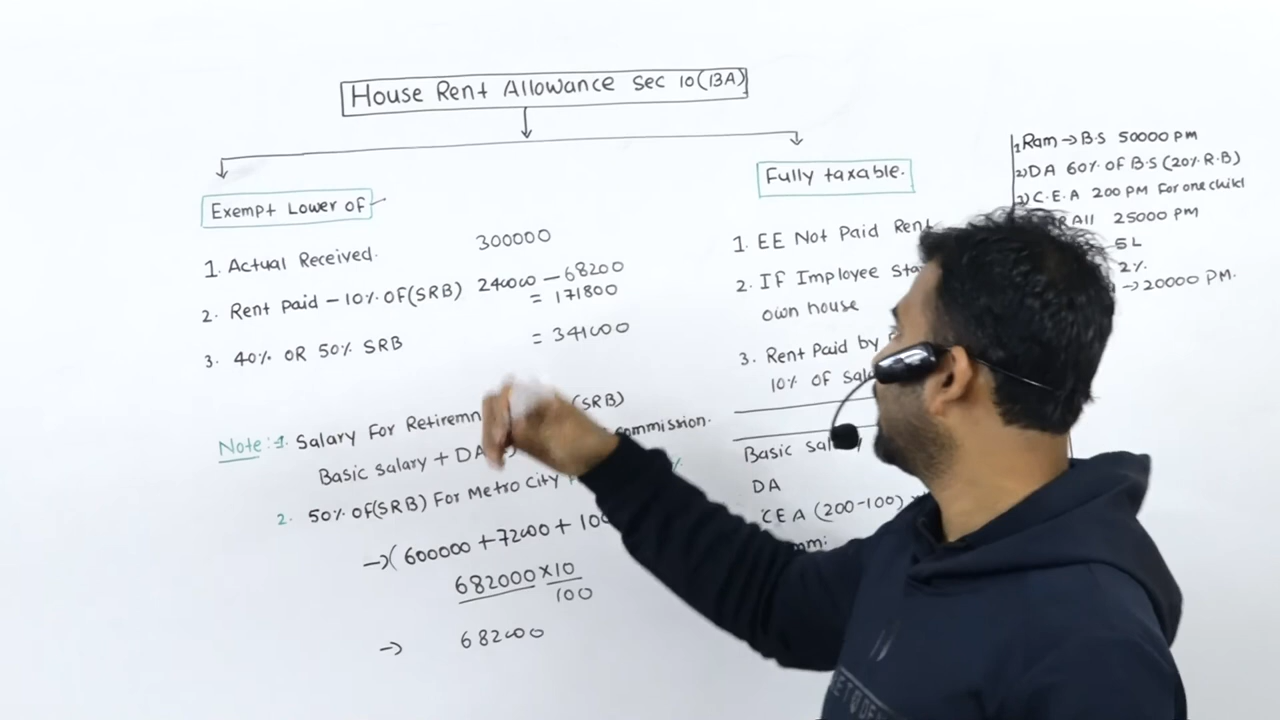 House Rent Allowance sec 10(13A)
Exempt Lower of
1. Actual Received. 300000
2. Rent Paid - 10% OF(SRB) 240000 - 68200
= 171800
3. 40% OR 50% SRB = 341000
Note :- 1. Salary For Retiremn (SRB)
Basic salary + DA commission.
2. 50% OF(SRB) For Metro City %
→ ( 600000 + 72000 + 100
682000 × 10
100
→ 682000
Fully taxable.
1. EE Not Paid Rent
2. IF Imployee Sta
own house
3. Rent Paid by
10% OF Sala
Basic sal
DA
CEA (200-100)
mmi:
1) Ram → B.S 50000 PM
2) DA 60% OF B.S (20% R.B)
3) C.E.A 200 PM For one child
R All 25000 PM
5L
2%
→ 20000 PM.